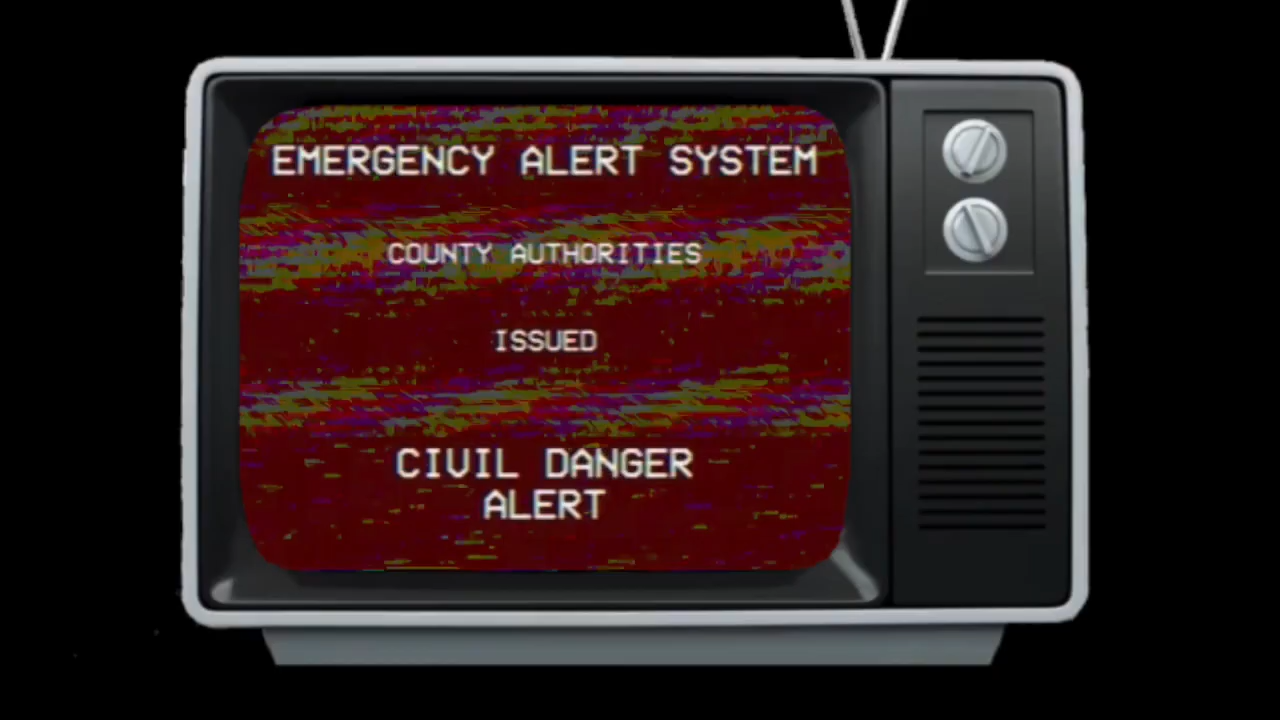 EMERGENCY ALERT SYSTEM
COUNTY AUTHORITIES
ISSUED
CIVIL DANGER
ALERT